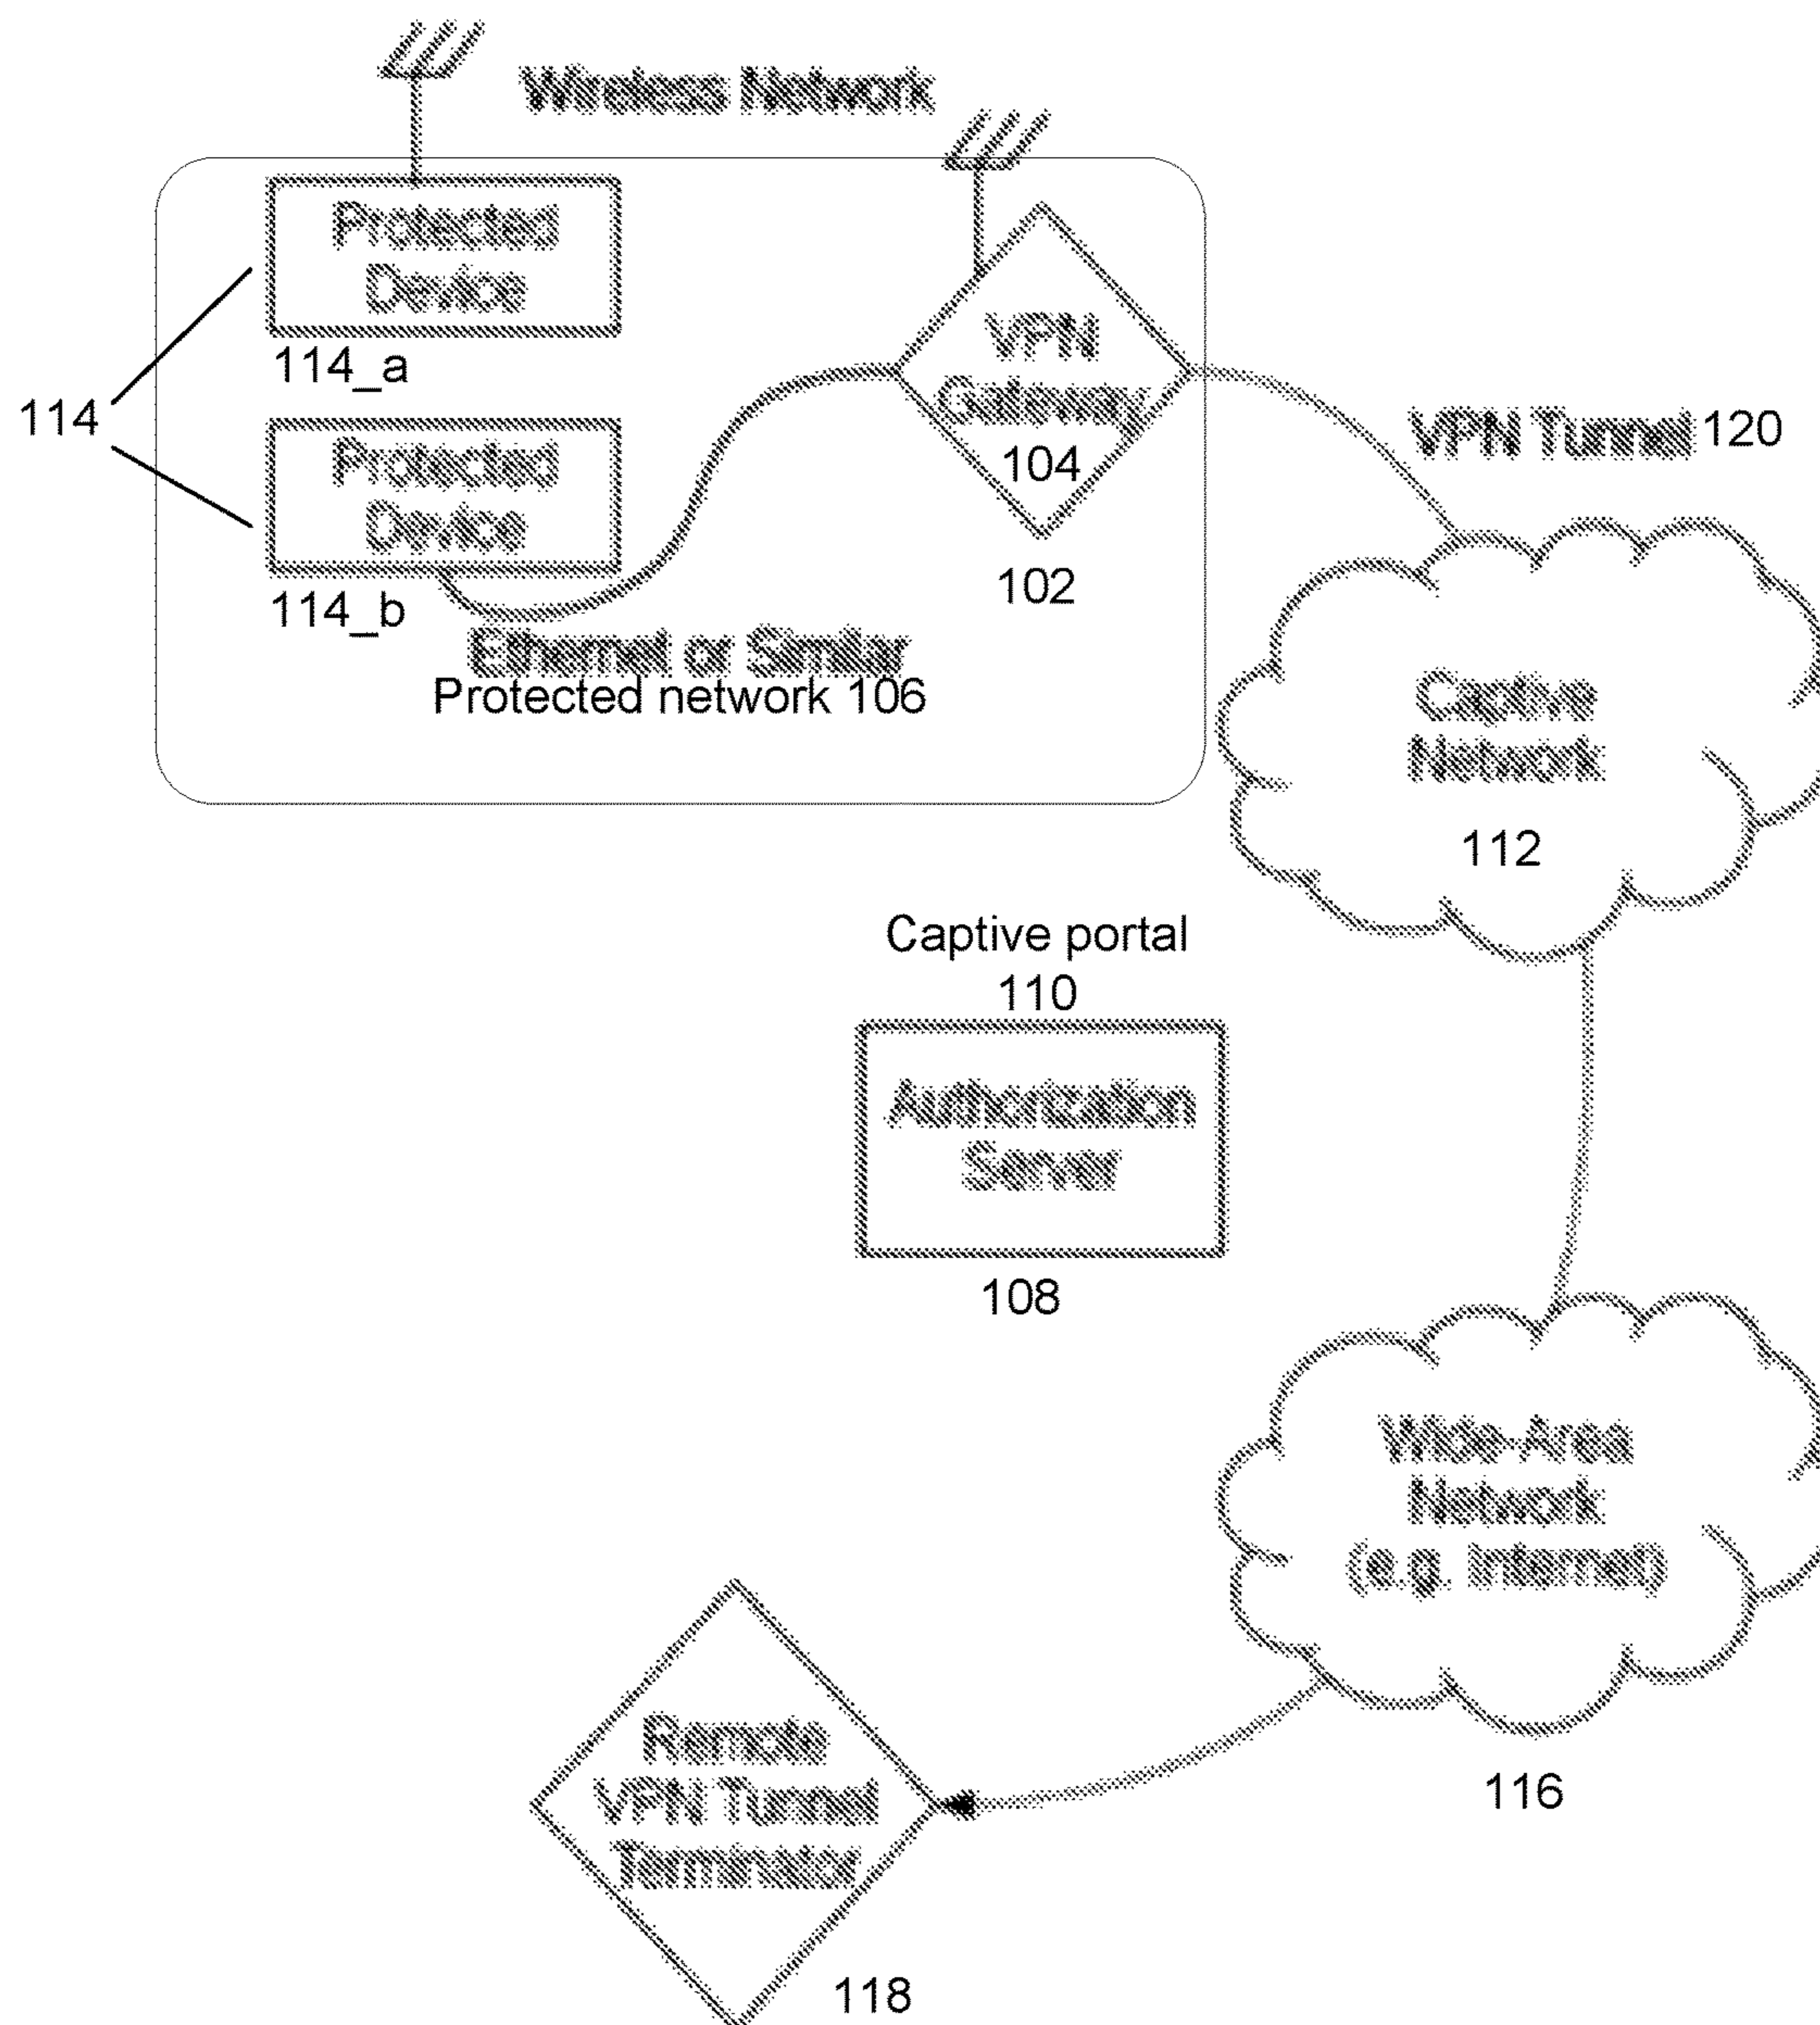 Wireless Network
Protected
Device
114_a
114
Protected
Device
114_b
VPN
Gateway
104
102
VPN Tunnel 120
Ethernet or Similar
Protected network 106
Captive
Network
112
Captive portal
110
Authorization
Server
108
Wide-Area
Network
(e.g. Internet)
116
Remote
VPN Tunnel
Terminator
118